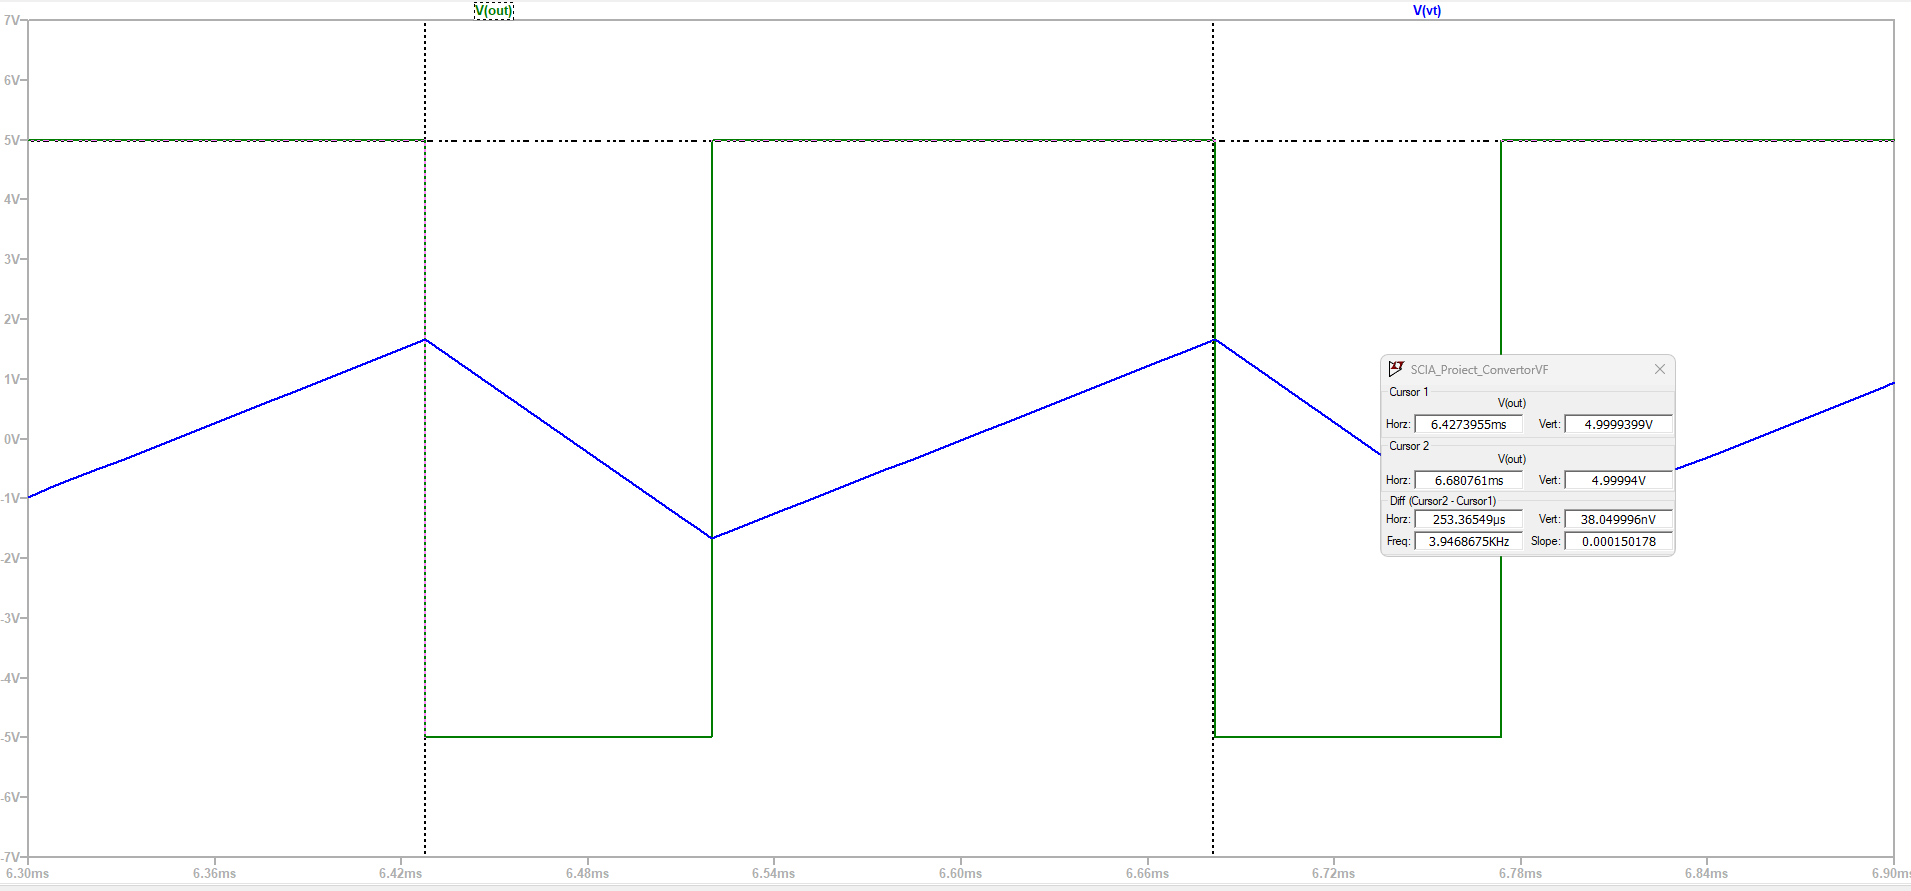 V(out) V(vt)
7V
6V
5V
4V
3V
2V
1V
0V
-1V
-2V
-3V
-4V
-5V
-6V
-7V
6.30ms 6.36ms 6.42ms 6.48ms 6.54ms 6.60ms 6.66ms 6.72ms 6.78ms 6.84ms 6.90ms
SCIA_Proiect_ConvertorVF
Cursor 1
V(out)
Horz: 6.4273955ms Vert: 4.9999399V
Cursor 2
V(out)
Horz: 6.680761ms Vert: 4.99994V
Diff (Cursor2 - Cursor1)
Horz: 253.36549µs Vert: 38.049996nV
Freq: 3.9468675KHz Slope: 0.000150178